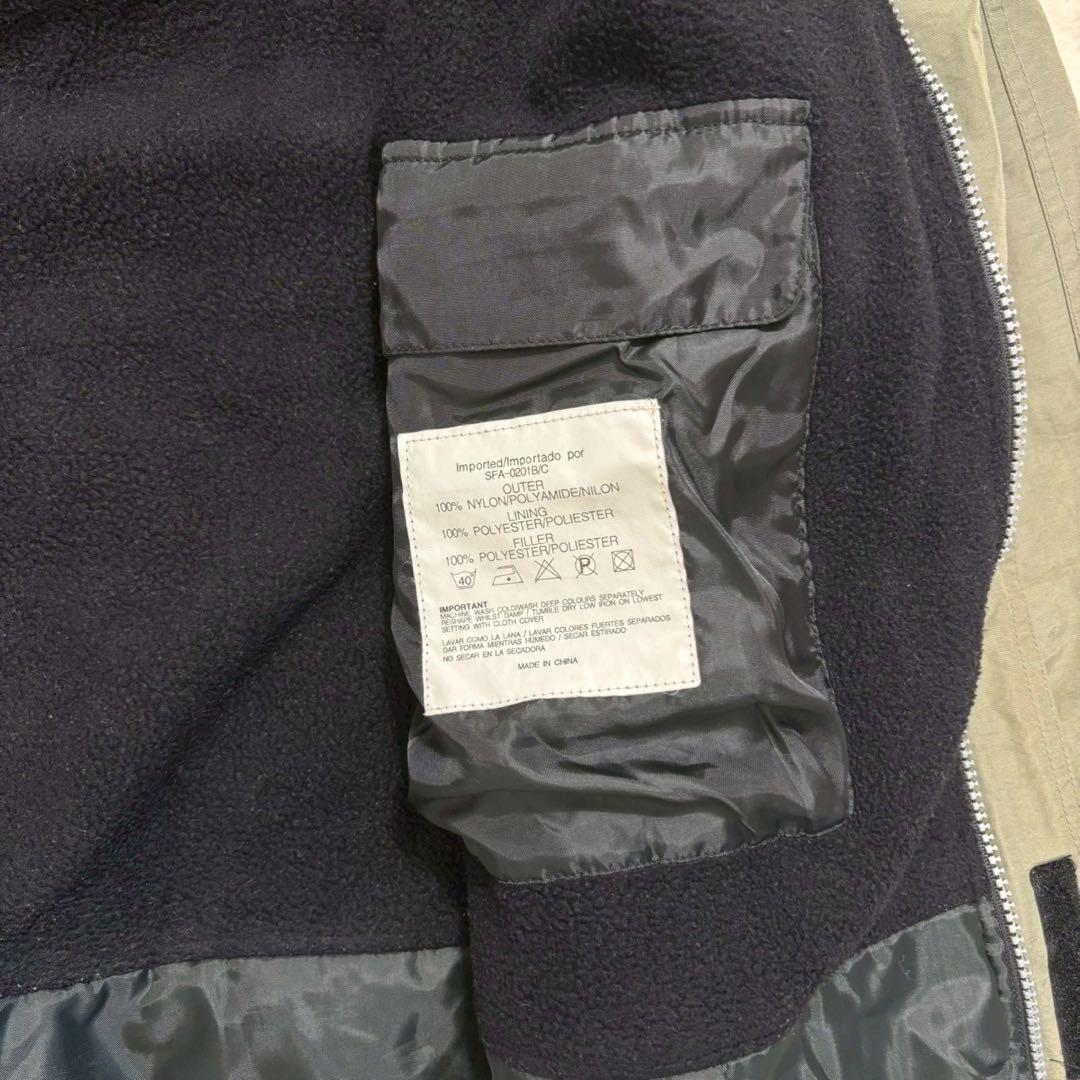 Imported/Importado por
SFA-0201B/C
OUTER
100% NYLON/POLYAMIDE/NILON
LINING
100% POLYESTER/POLIESTER
FILLER
100% POLYESTER/POLIESTER
40° P
IMPORTANT
MACHINE WASH COLD/WASH DEEP COLOURS SEPARATELY
RESHAPE WHILST DAMP / TUMBLE DRY LOW IRON ON LOWEST
SETTING WITH CLOTH COVER
LAVAR COMO LA LANA / LAVAR COLORES FUERTES SEPARADOS
DAR FORMA MIENTRAS HUMEDO / SECAR ESTIRADO
NO SECAR EN LA SECADORA
MADE IN CHINA